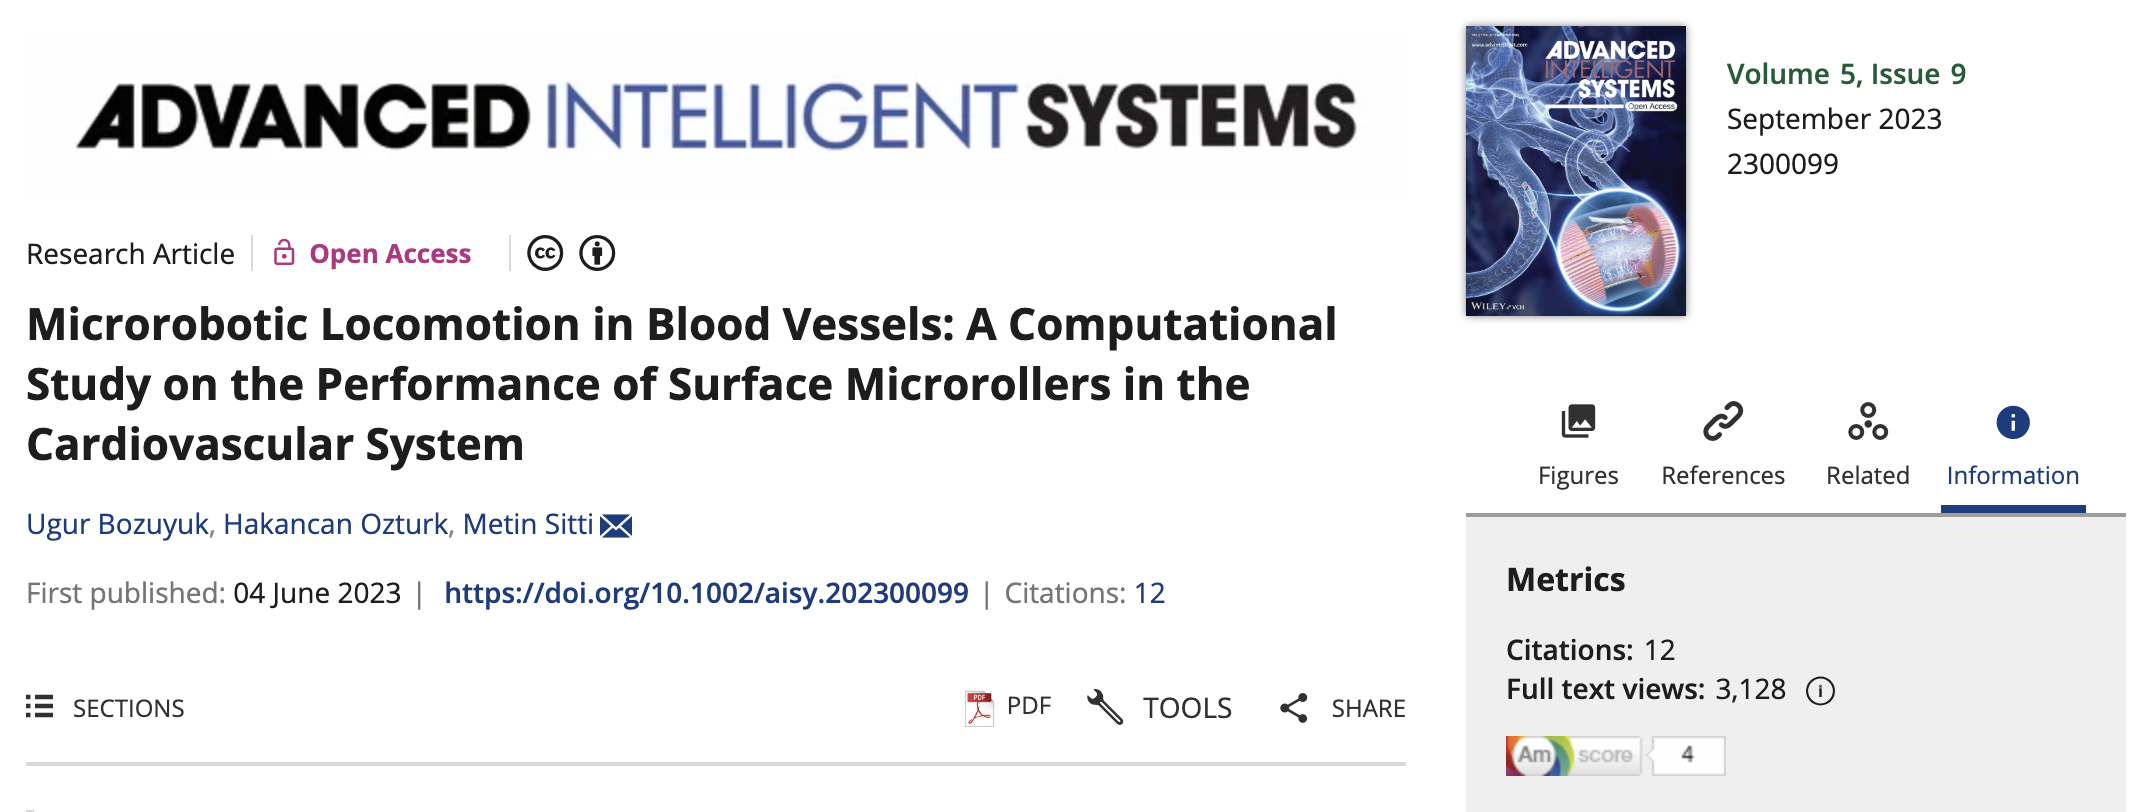 ADVANCED INTELLIGENT SYSTEMS
Research Article
Open Access
cc
Microrobotic Locomotion in Blood Vessels: A Computational
Study on the Performance of Surface Microrollers in the
Cardiovascular System
Ugur Bozuyuk, Hakancan Ozturk, Metin Sitti
First published: 04 June 2023 | https://doi.org/10.1002/aisy.202300099 | Citations: 12
SECTIONS
PDF
PDF
TOOLS
SHARE
ADVANCED
INTELLIGENT
SYSTEMS
Open Access
WILEY-VCH
Volume 5, Issue 9
September 2023
2300099
Figures
References
Related
i
Information
Metrics
Citations: 12
Full text views: 3,128 i
Am score 4